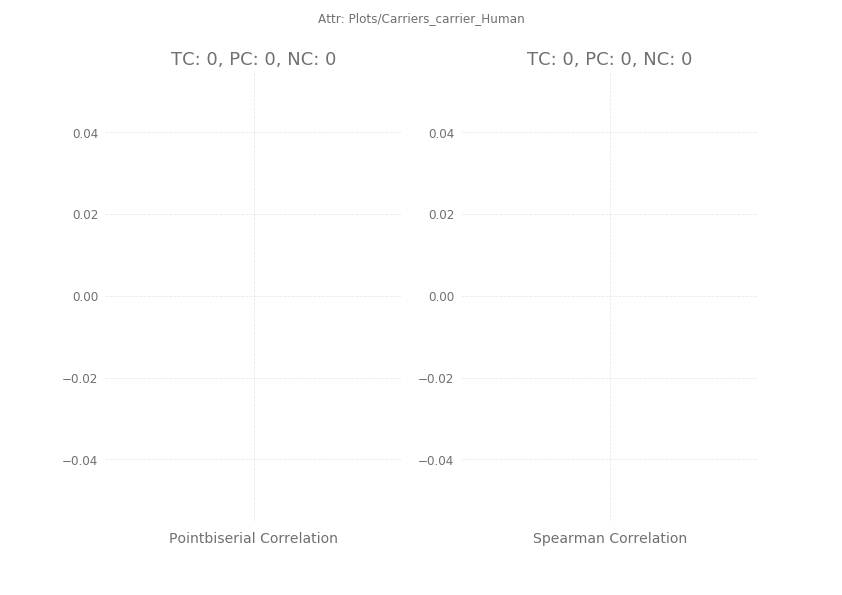 Attr: Plots/Carriers_carrier_Human
TC: 0, PC: 0, NC: 0
0.04
0.02
0.00
−0.02
−0.04
Pointbiserial Correlation
TC: 0, PC: 0, NC: 0
0.04
0.02
0.00
−0.02
−0.04
Spearman Correlation